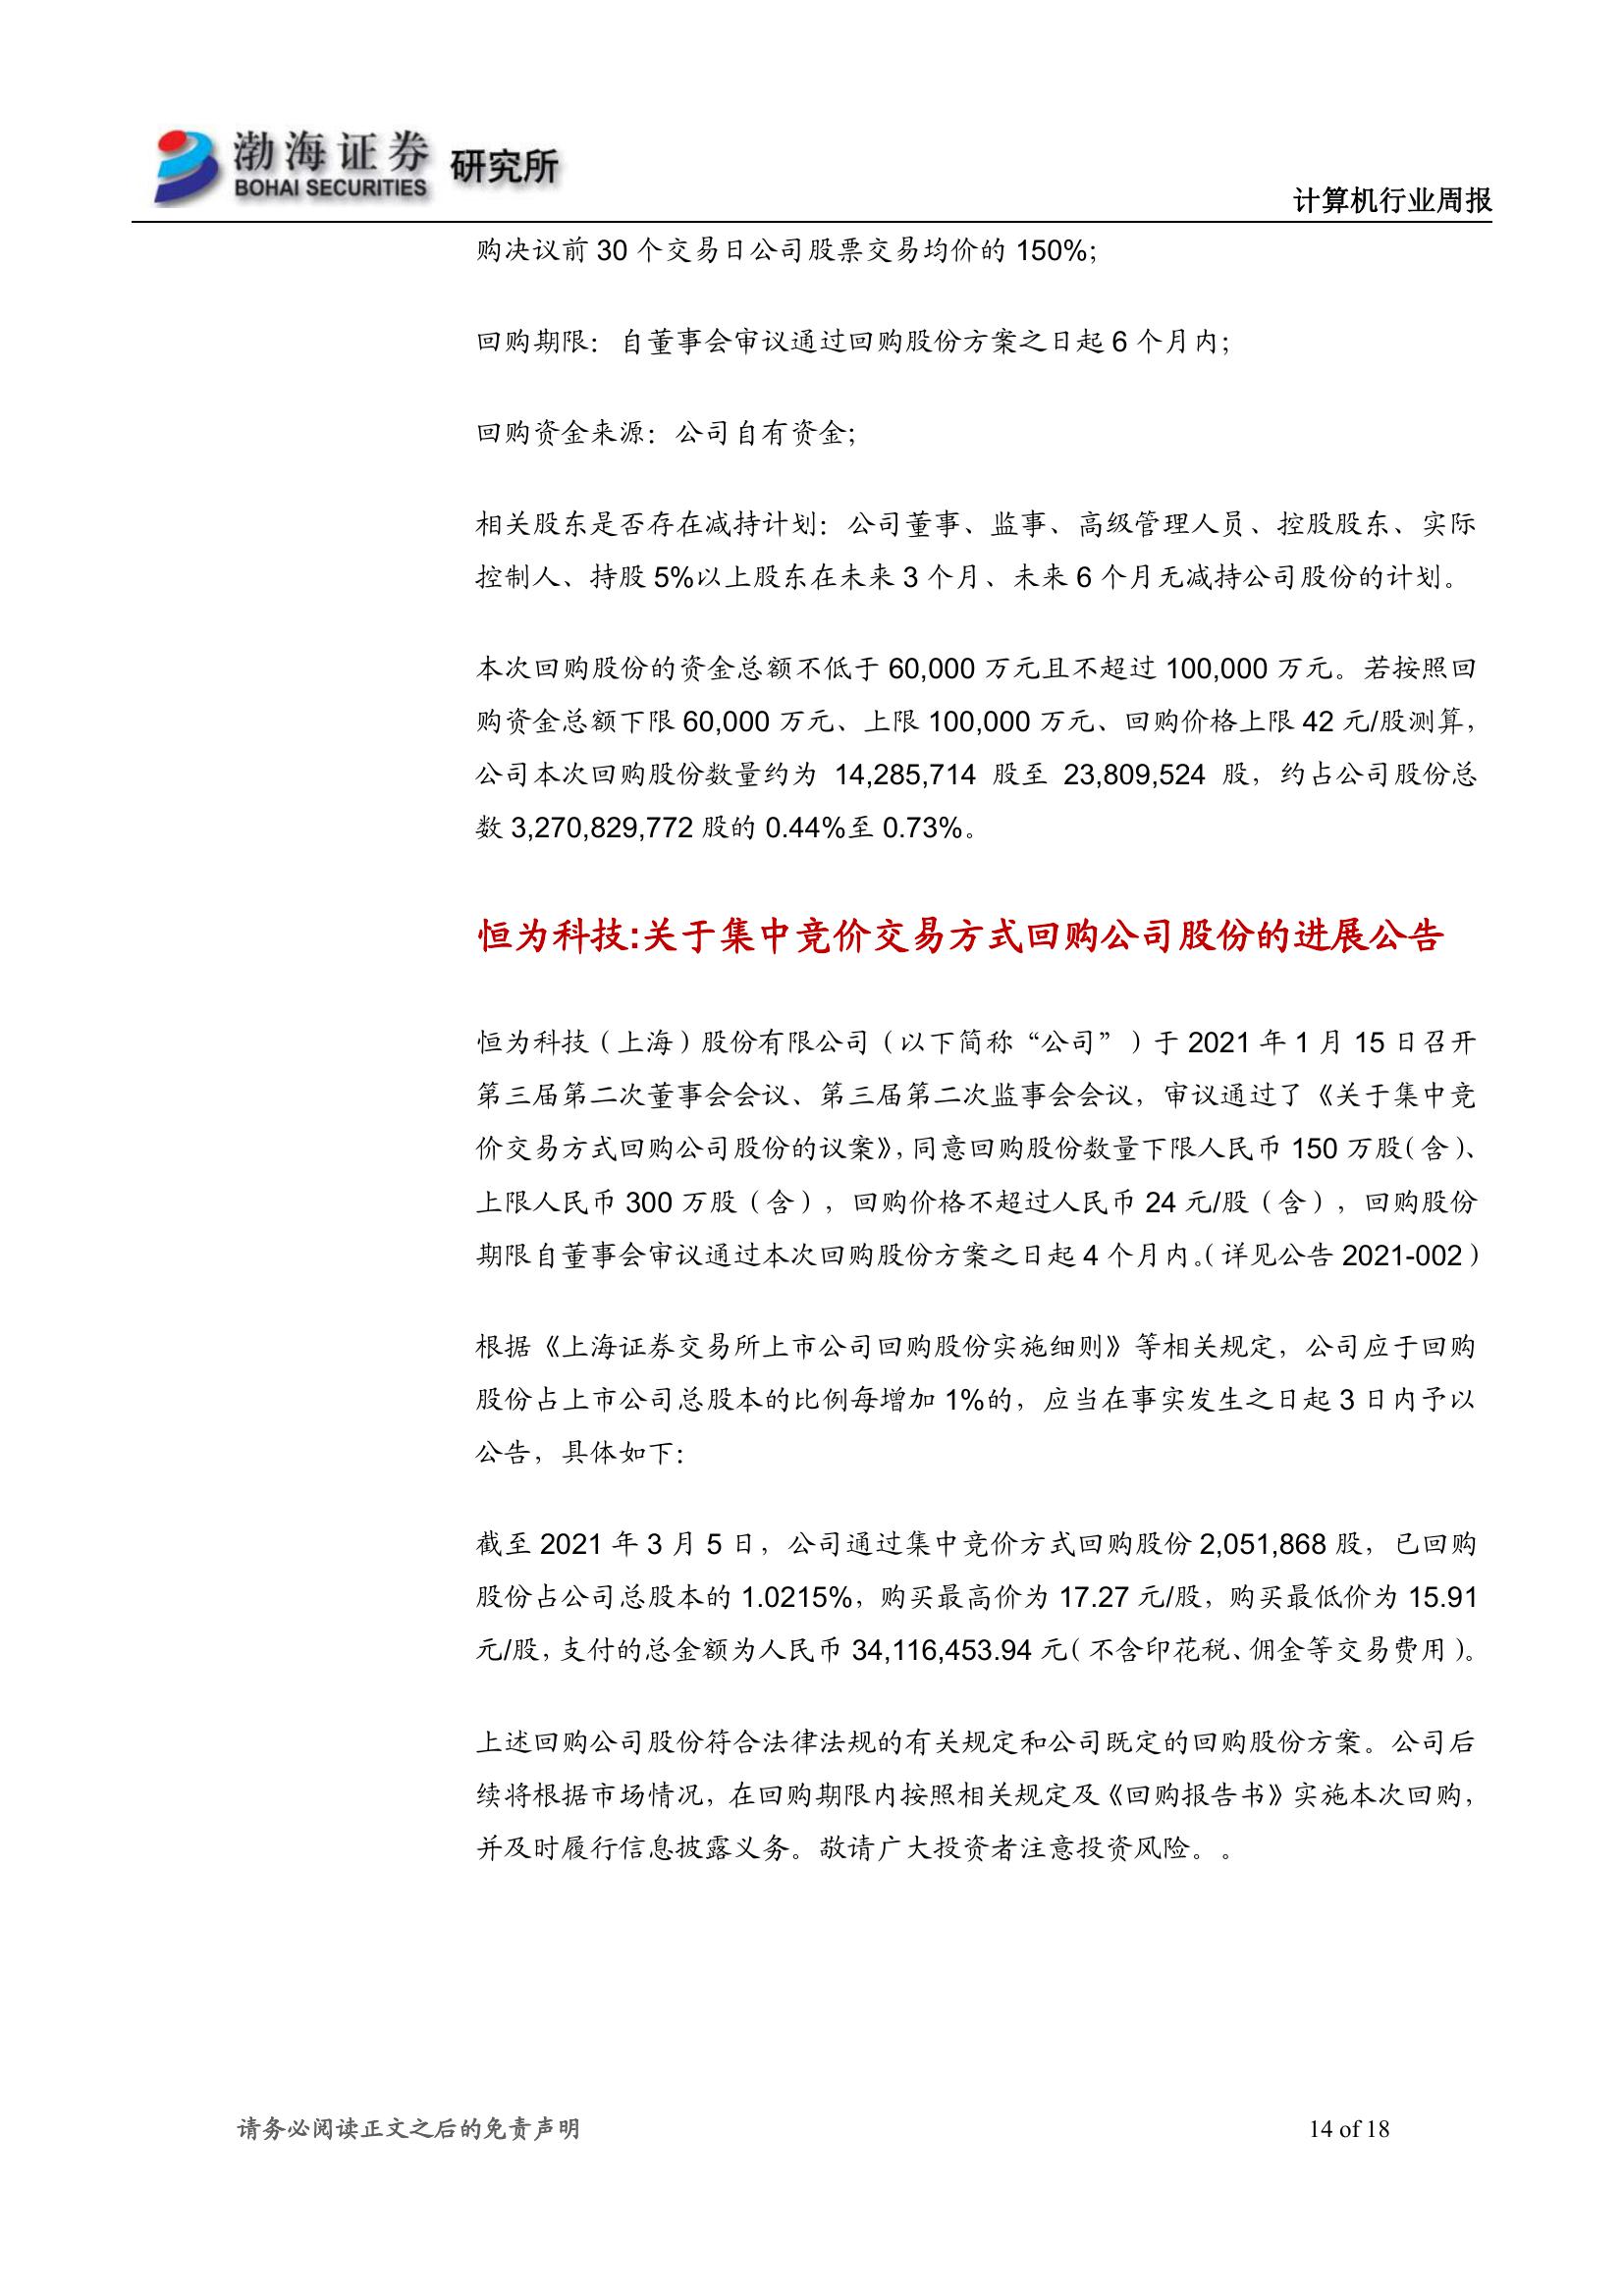 渤海证券 研究所
BOHAI SECURITIES
计算机行业周报
购决议前 30 个交易日公司股票交易均价的 150%；
回购期限：自董事会审议通过回购股份方案之日起 6 个月内；
回购资金来源：公司自有资金；
相关股东是否存在减持计划：公司董事、监事、高级管理人员、控股股东、实际
控制人、持股 5%以上股东在未来 3 个月、未来 6 个月无减持公司股份的计划。
本次回购股份的资金总额不低于 60,000 万元且不超过 100,000 万元。若按照回
购资金总额下限 60,000 万元、上限 100,000 万元、回购价格上限 42 元/股测算，
公司本次回购股份数量约为 14,285,714 股至 23,809,524 股，约占公司股份总
数 3,270,829,772 股的 0.44%至 0.73%。
恒为科技:关于集中竞价交易方式回购公司股份的进展公告
恒为科技（上海）股份有限公司（以下简称“公司”）于 2021 年 1 月 15 日召开
第三届第二次董事会会议、第三届第二次监事会会议，审议通过了《关于集中竞
价交易方式回购公司股份的议案》，同意回购股份数量下限人民币 150 万股（含）、
上限人民币 300 万股（含），回购价格不超过人民币 24 元/股（含），回购股份
期限自董事会审议通过本次回购股份方案之日起 4 个月内。（详见公告 2021-002）
根据《上海证券交易所上市公司回购股份实施细则》等相关规定，公司应于回购
股份占上市公司总股本的比例每增加 1%的，应当在事实发生之日起 3 日内予以
公告，具体如下：
截至 2021 年 3 月 5 日，公司通过集中竞价方式回购股份 2,051,868 股，已回购
股份占公司总股本的 1.0215%，购买最高价为 17.27 元/股，购买最低价为 15.91
元/股，支付的总金额为人民币 34,116,453.94 元（不含印花税、佣金等交易费用）。
上述回购公司股份符合法律法规的有关规定和公司既定的回购股份方案。公司后
续将根据市场情况，在回购期限内按照相关规定及《回购报告书》实施本次回购，
并及时履行信息披露义务。敬请广大投资者注意投资风险。。
请务必阅读正文之后的免责声明
14 of 18